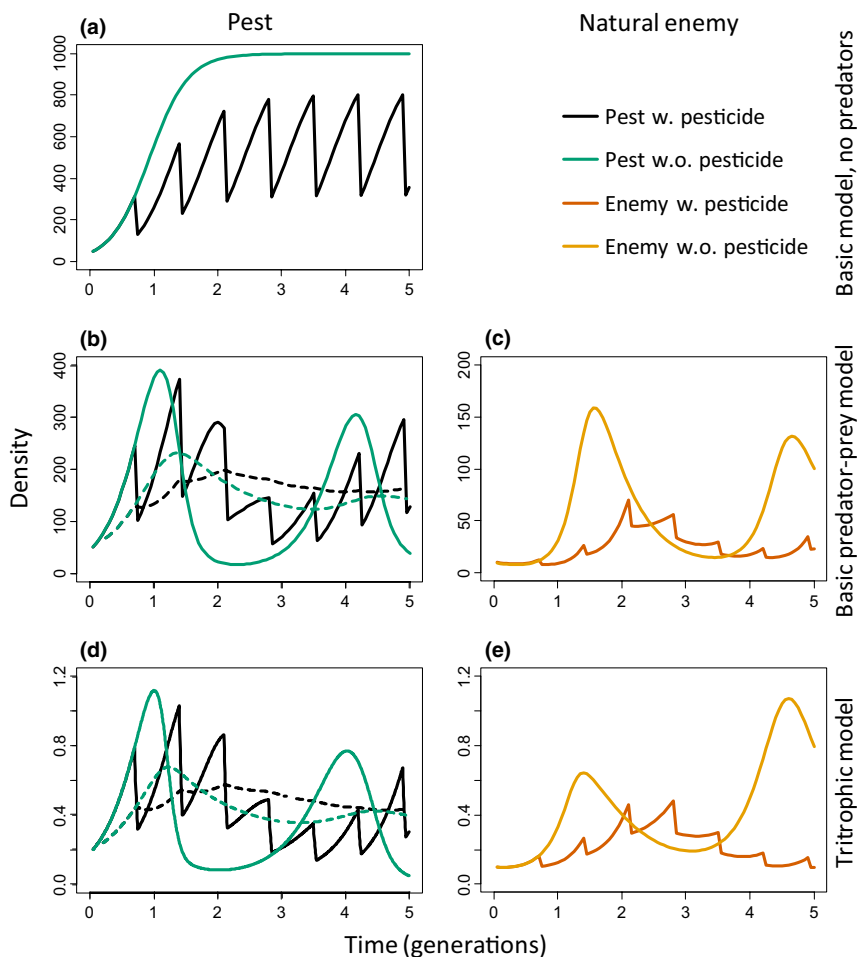 Pest
Natural enemy
(a)
0 200 400 600 800 1000
0 1 2 3 4 5
Pest w. pesticide
Pest w.o. pesticide
Enemy w. pesticide
Enemy w.o. pesticide
Basic model, no predators
(b)
0 100 200 300 400
0 1 2 3 4 5
(c)
0 50 100 150 200
0 1 2 3 4 5
Basic predator-prey model
Density
(d)
0.0 0.4 0.8 1.2
0 1 2 3 4 5
(e)
0.0 0.4 0.8 1.2
0 1 2 3 4 5
Tritrophic model
Time (generations)